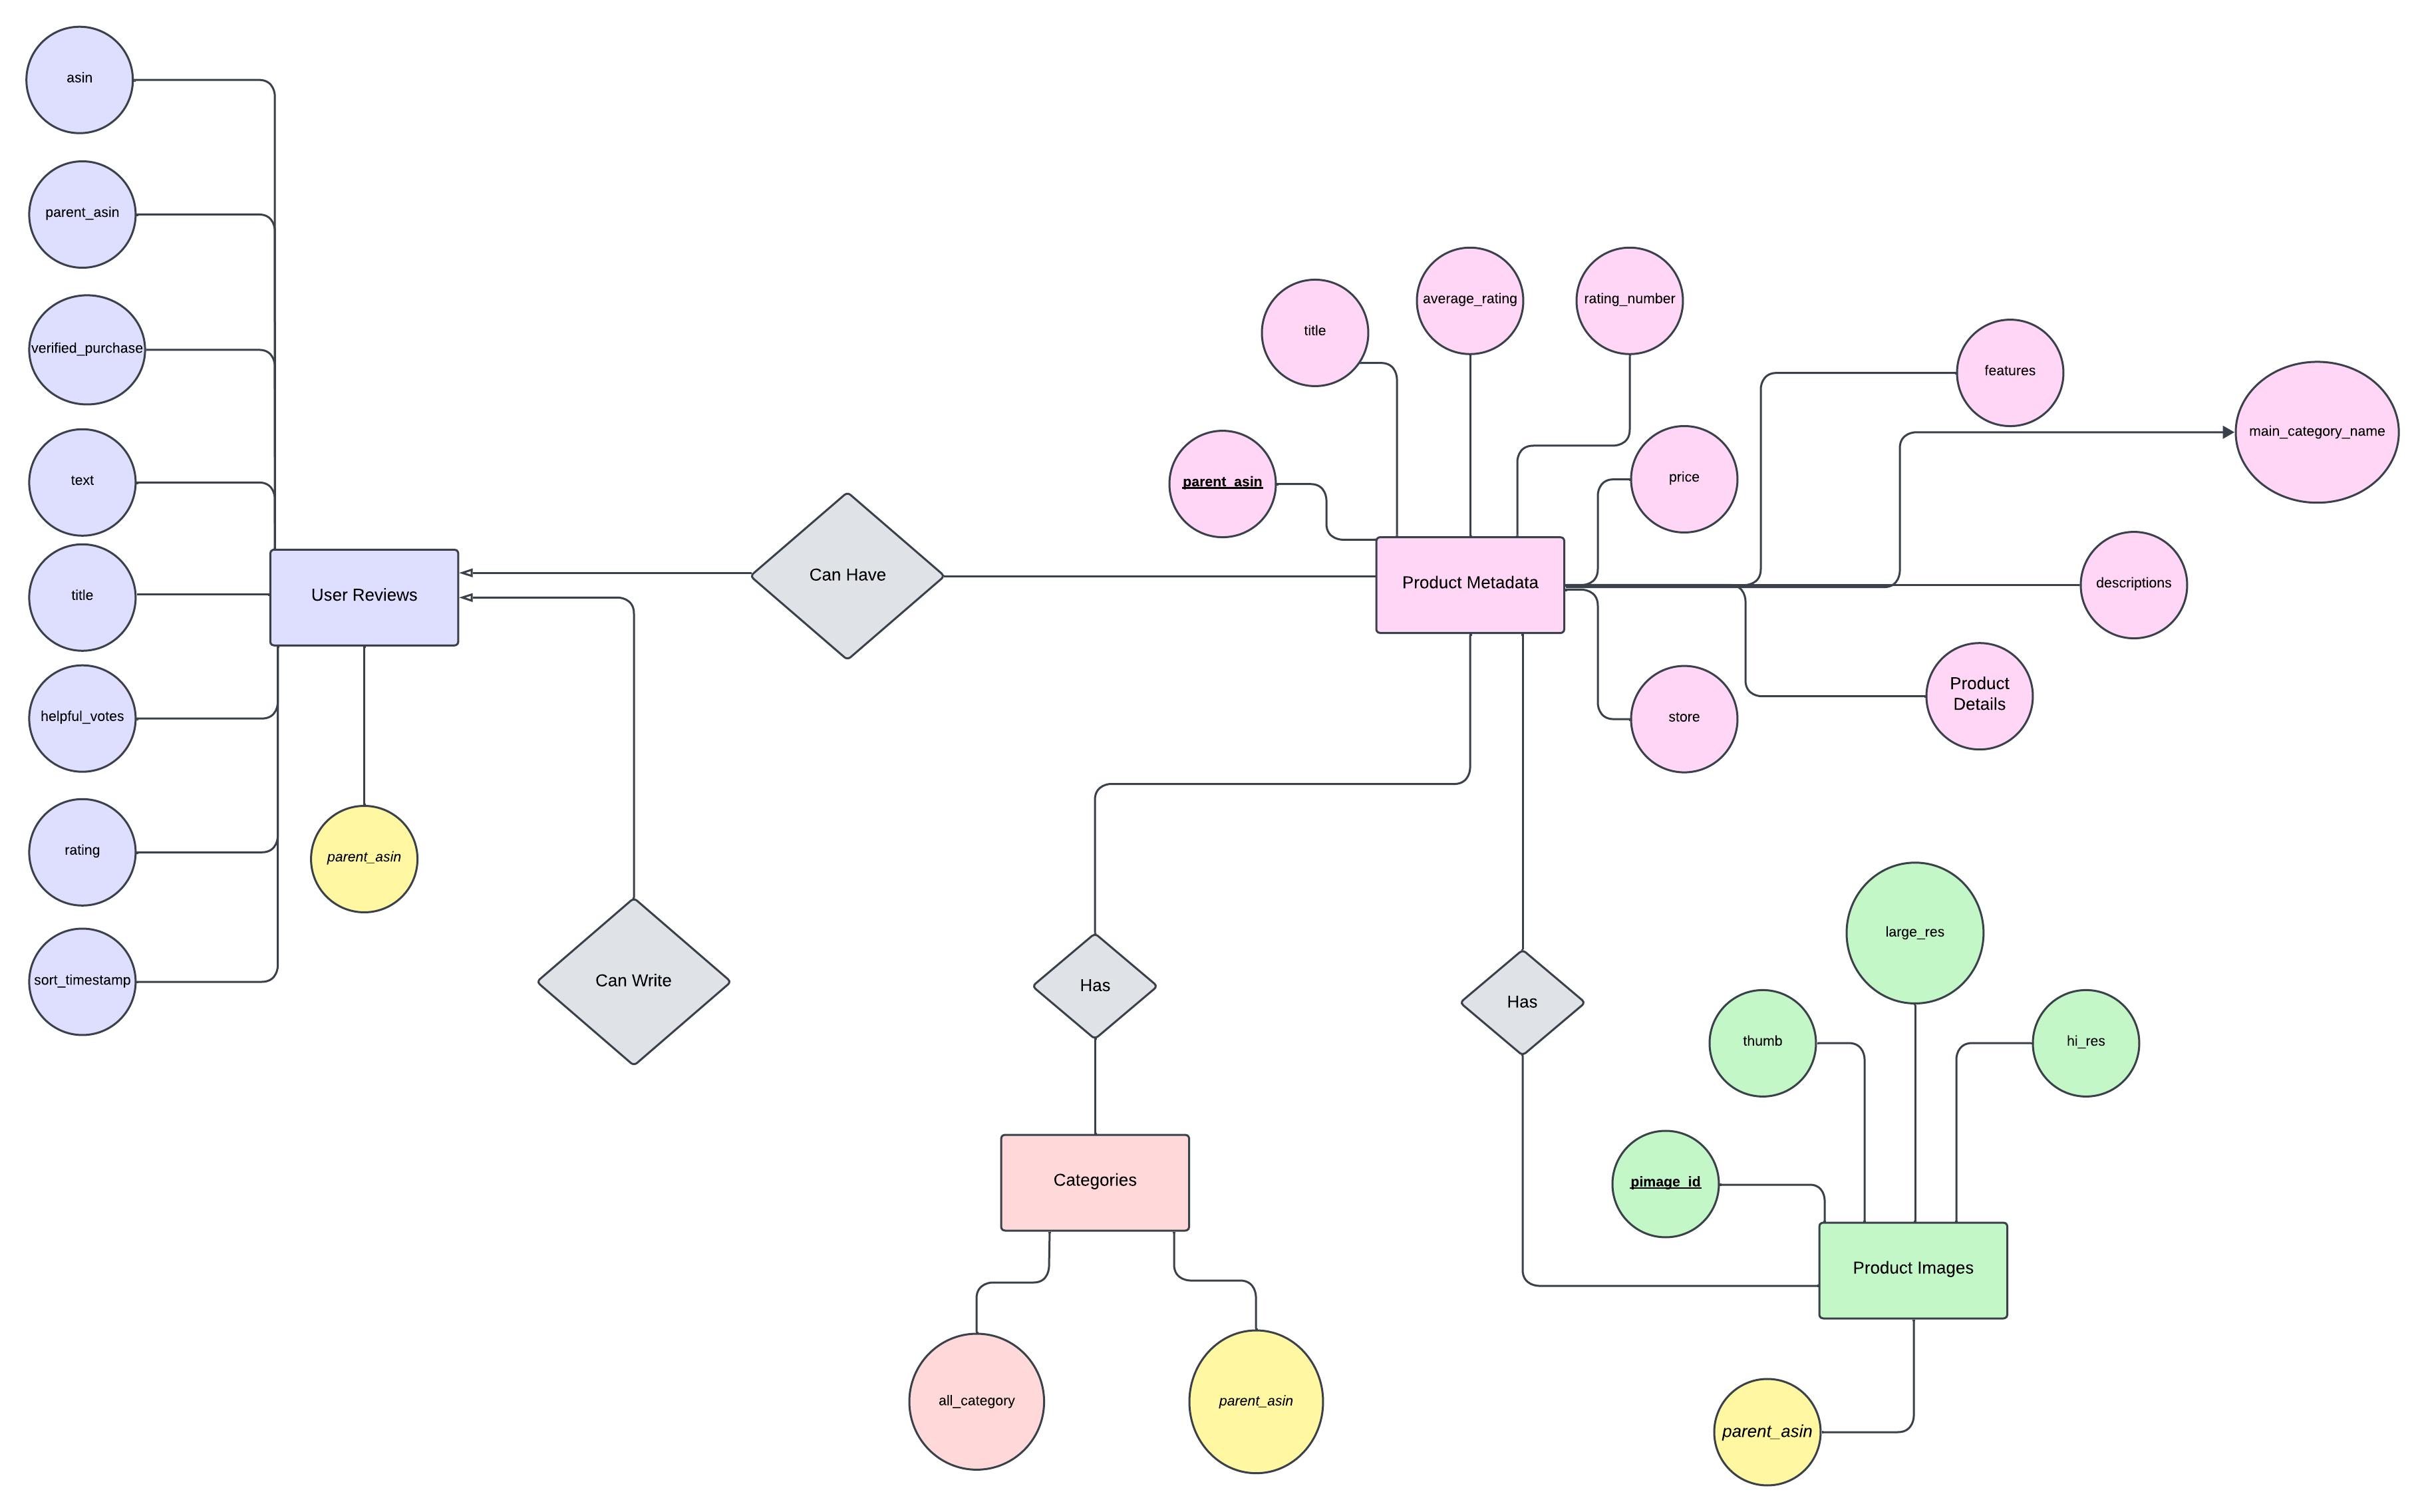 asin
parent_asin
verified_purchase
text
title
helpful_votes
rating
sort_timestamp
User Reviews
parent_asin
Can Have
Can Write
title
average_rating
rating_number
parent_asin
price
features
main_category_name
Product Metadata
descriptions
Product
Details
store
Has
Has
Categories
all_category
parent_asin
large_res
thumb
hi_res
pimage_id
Product Images
parent_asin